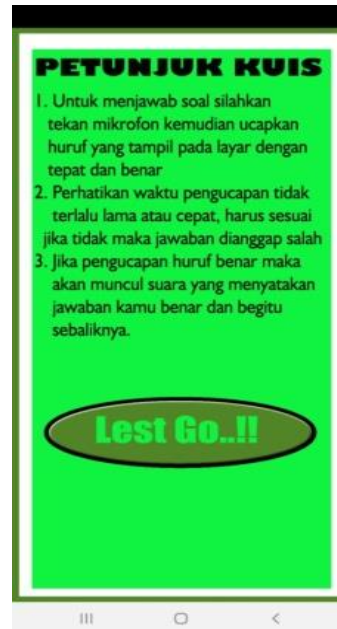 PETUNJUK KUIS
1. Untuk menjawab soal silahkan
tekan mikrofon kemudian ucapkan
huruf yang tampil pada layar dengan
tepat dan benar
2. Perhatikan waktu pengucapan tidak
terlalu lama atau cepat, harus sesuai
jika tidak maka jawaban dianggap salah
3. Jika pengucapan huruf benar maka
akan muncul suara yang menyatakan
jawaban kamu benar dan begitu
sebaliknya.
Lest Go..!!